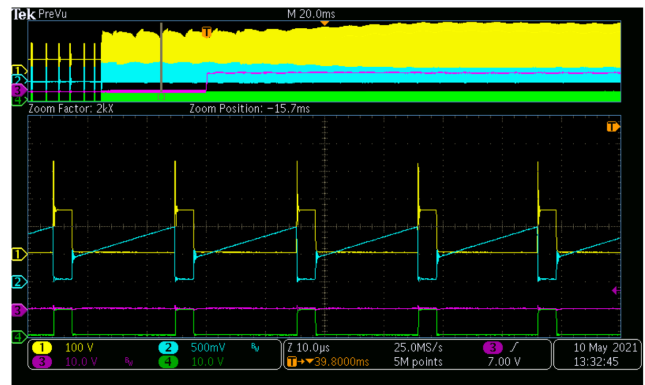 Tek PreVu M 20.0ms
T
1
2
3
4
Zoom Factor: 2kX Zoom Position: -15.7ms
T
1
2
3
4
1 100 V 2 500mV Bw Z 10.0µs 25.0MS/s 3 10 May 2021
3 10.0 V Bw 4 10.0 V T→▼39.8000ms 5M points 7.00 V 13:32:45